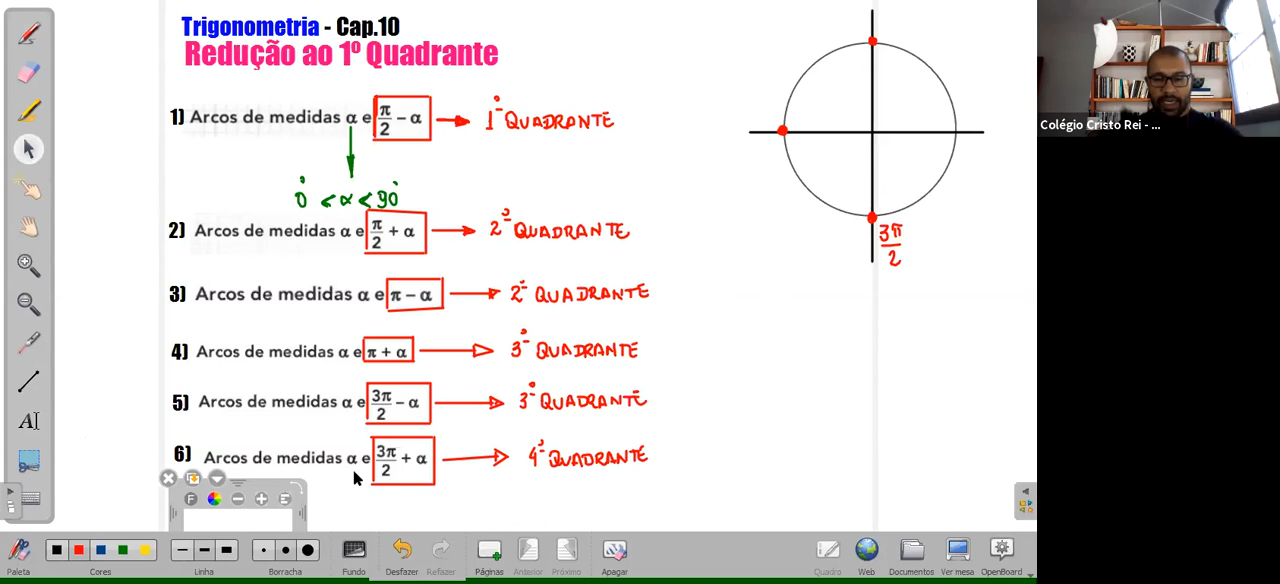 Trigonometria - Cap.10
Redução ao 1º Quadrante
1) Arcos de medidas α e π/2 − α → 1º QUADRANTE
0° < α < 90°
2) Arcos de medidas α e π/2 + α → 2º QUADRANTE
3) Arcos de medidas α e π − α → 2º QUADRANTE
4) Arcos de medidas α e π + α → 3º QUADRANTE
5) Arcos de medidas α e 3π/2 − α → 3º QUADRANTE
6) Arcos de medidas α e 3π/2 + α → 4º QUADRANTE
3π/2
Colégio Cristo Rei - ...
F
E
AI
Paleta
Cores
Linha
Borracha
Fundo
Desfazer
Refazer
Páginas
Anterior
Próximo
Apagar
Quadro
Web
Documentos
Ver mesa
OpenBoard